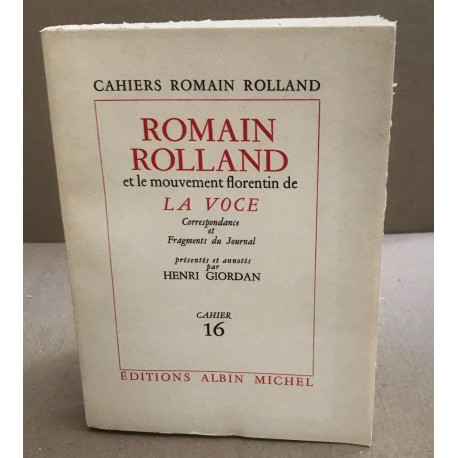 CAHIERS ROMAIN ROLLAND
ROMAIN
ROLLAND
et le mouvement florentin de
LA VOCE
Correspondance
et
Fragments du Journal
présentés et annotés
par
HENRI GIORDAN
CAHIER
16
ÉDITIONS ALBIN MICHEL